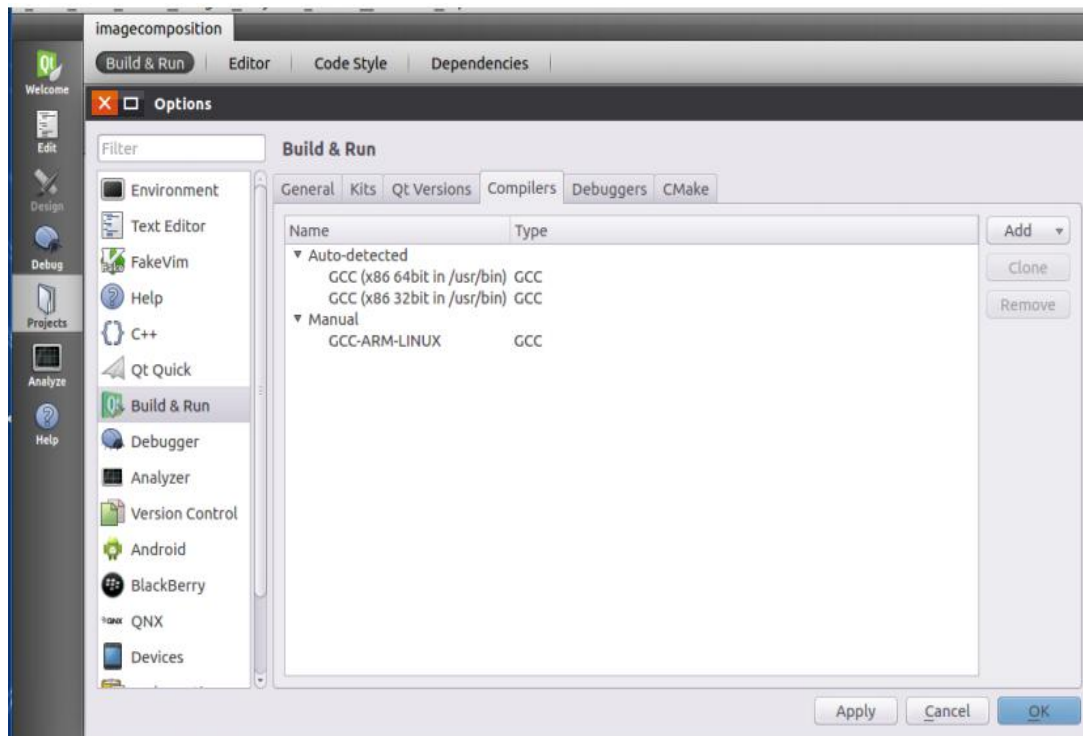 imagecomposition
Build & Run Editor Code Style Dependencies
Welcome
Edit
Design
Debug
Projects
Analyze
Help
Options
Filter
Environment
Text Editor
FakeVim
Help
C++
Qt Quick
Build & Run
Debugger
Analyzer
Version Control
Android
BlackBerry
QNX
Devices
Build & Run
General Kits Qt Versions Compilers Debuggers CMake
Name Type
Auto-detected
GCC (x86 64bit in /usr/bin) GCC
GCC (x86 32bit in /usr/bin) GCC
Manual
GCC-ARM-LINUX GCC
Add
Clone
Remove
Apply Cancel OK